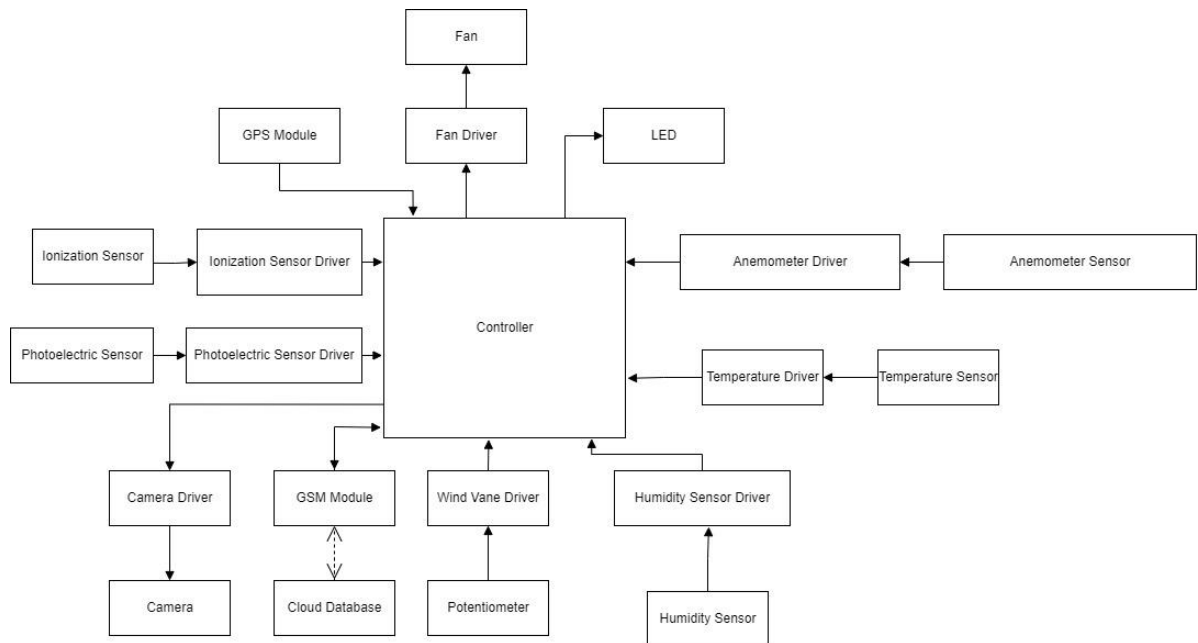 Fan
GPS Module
Fan Driver
LED
Ionization Sensor
Ionization Sensor Driver
Anemometer Driver
Anemometer Sensor
Controller
Photoelectric Sensor
Photoelectric Sensor Driver
Temperature Driver
Temperature Sensor
Camera Driver
GSM Module
Wind Vane Driver
Humidity Sensor Driver
Camera
Cloud Database
Potentiometer
Humidity Sensor